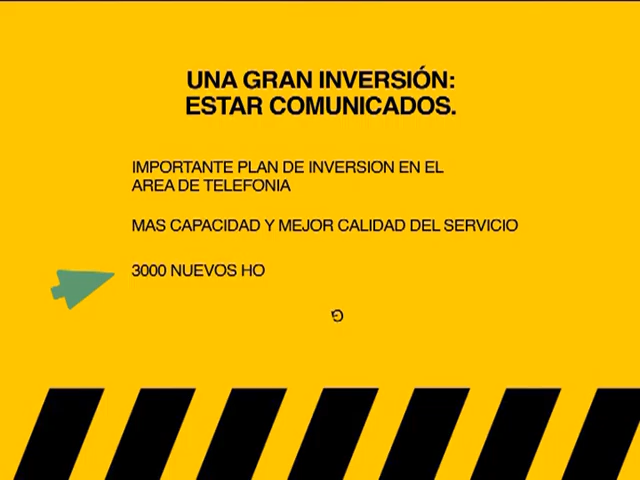 UNA GRAN INVERSIÓN:
ESTAR COMUNICADOS.
IMPORTANTE PLAN DE INVERSION EN EL
AREA DE TELEFONIA
MAS CAPACIDAD Y MEJOR CALIDAD DEL SERVICIO
3000 NUEVOS HO